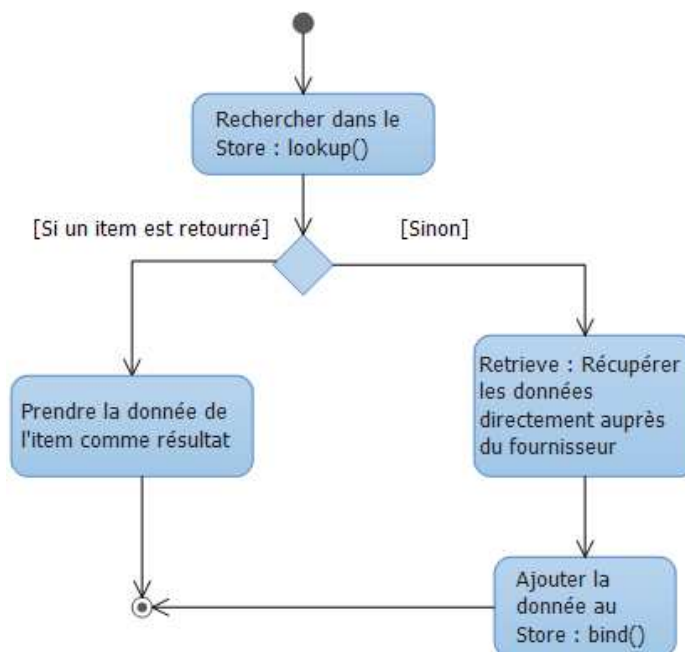 Rechercher dans le
Store : lookup()
[Si un item est retourné]
[Sinon]
Prendre la donnée de
l'item comme résultat
Retrieve : Récupérer
les données
directement auprès
du fournisseur
Ajouter la
donnée au
Store : bind()